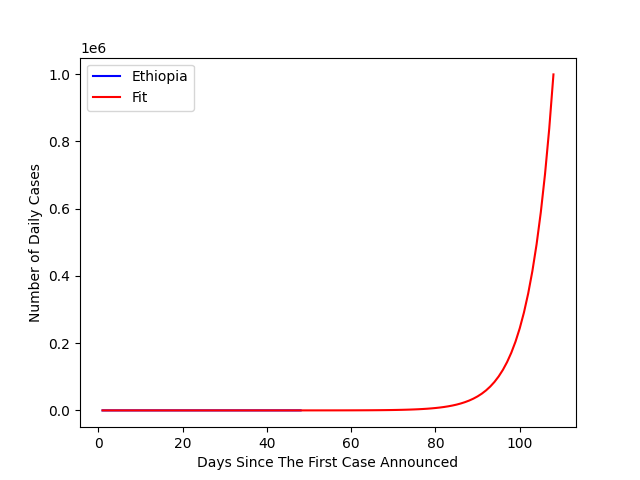 1e6
Ethiopia
Fit
1.0
0.8
0.6
0.4
0.2
0.0
Number of Daily Cases
0 20 40 60 80 100
Days Since The First Case Announced